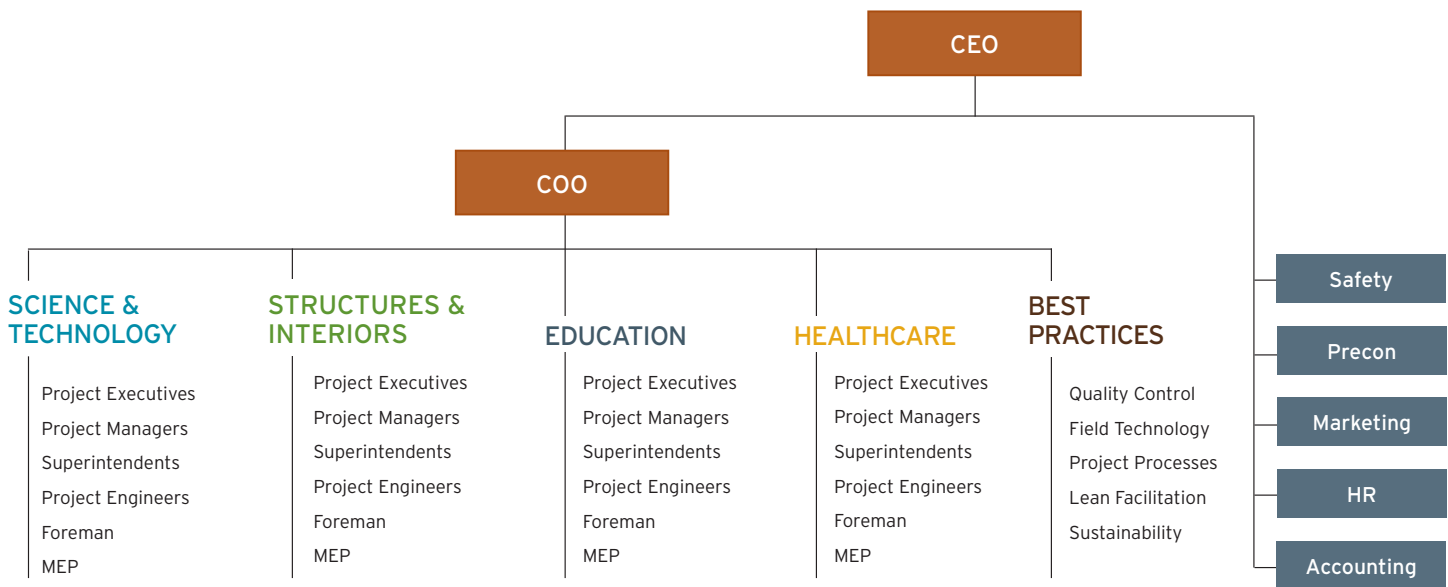 CEO
COO
SCIENCE &
TECHNOLOGY
Project Executives
Project Managers
Superintendents
Project Engineers
Foreman
MEP
STRUCTURES &
INTERIORS
Project Executives
Project Managers
Superintendents
Project Engineers
Foreman
MEP
EDUCATION
Project Executives
Project Managers
Superintendents
Project Engineers
Foreman
MEP
HEALTHCARE
Project Executives
Project Managers
Superintendents
Project Engineers
Foreman
MEP
BEST
PRACTICES
Quality Control
Field Technology
Project Processes
Lean Facilitation
Sustainability
Safety
Precon
Marketing
HR
Accounting